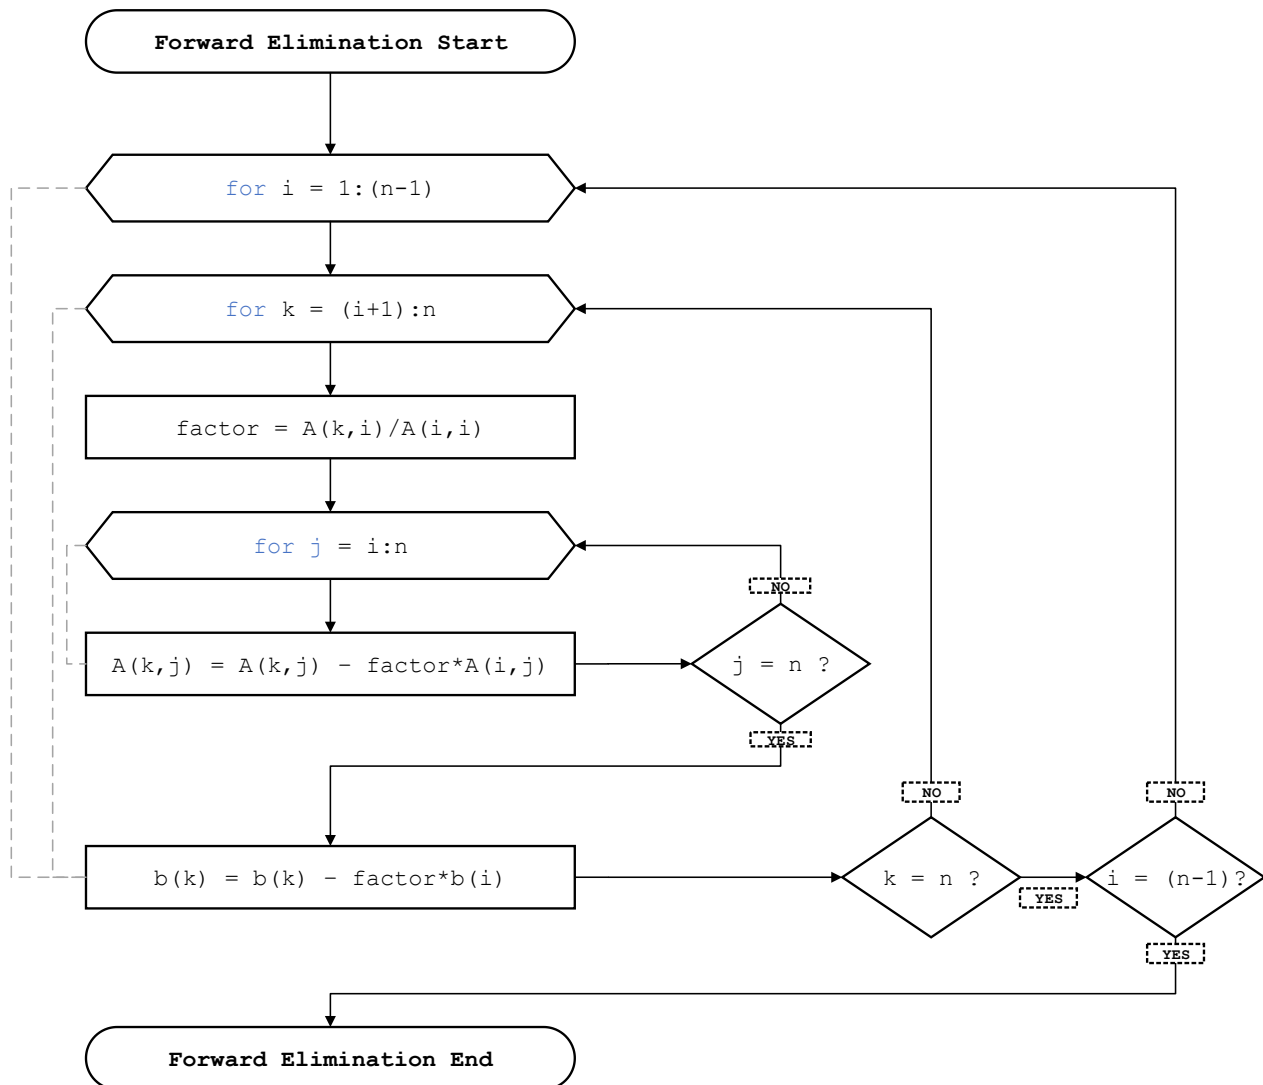 Forward Elimination Start
for i = 1:(n-1)
for k = (i+1):n
factor = A(k,i)/A(i,i)
for j = i:n
NO
A(k,j) = A(k,j) – factor*A(i,j)
j = n ?
YES
NO
NO
b(k) = b(k) – factor*b(i)
k = n ?
YES
i = (n-1)?
YES
Forward Elimination End